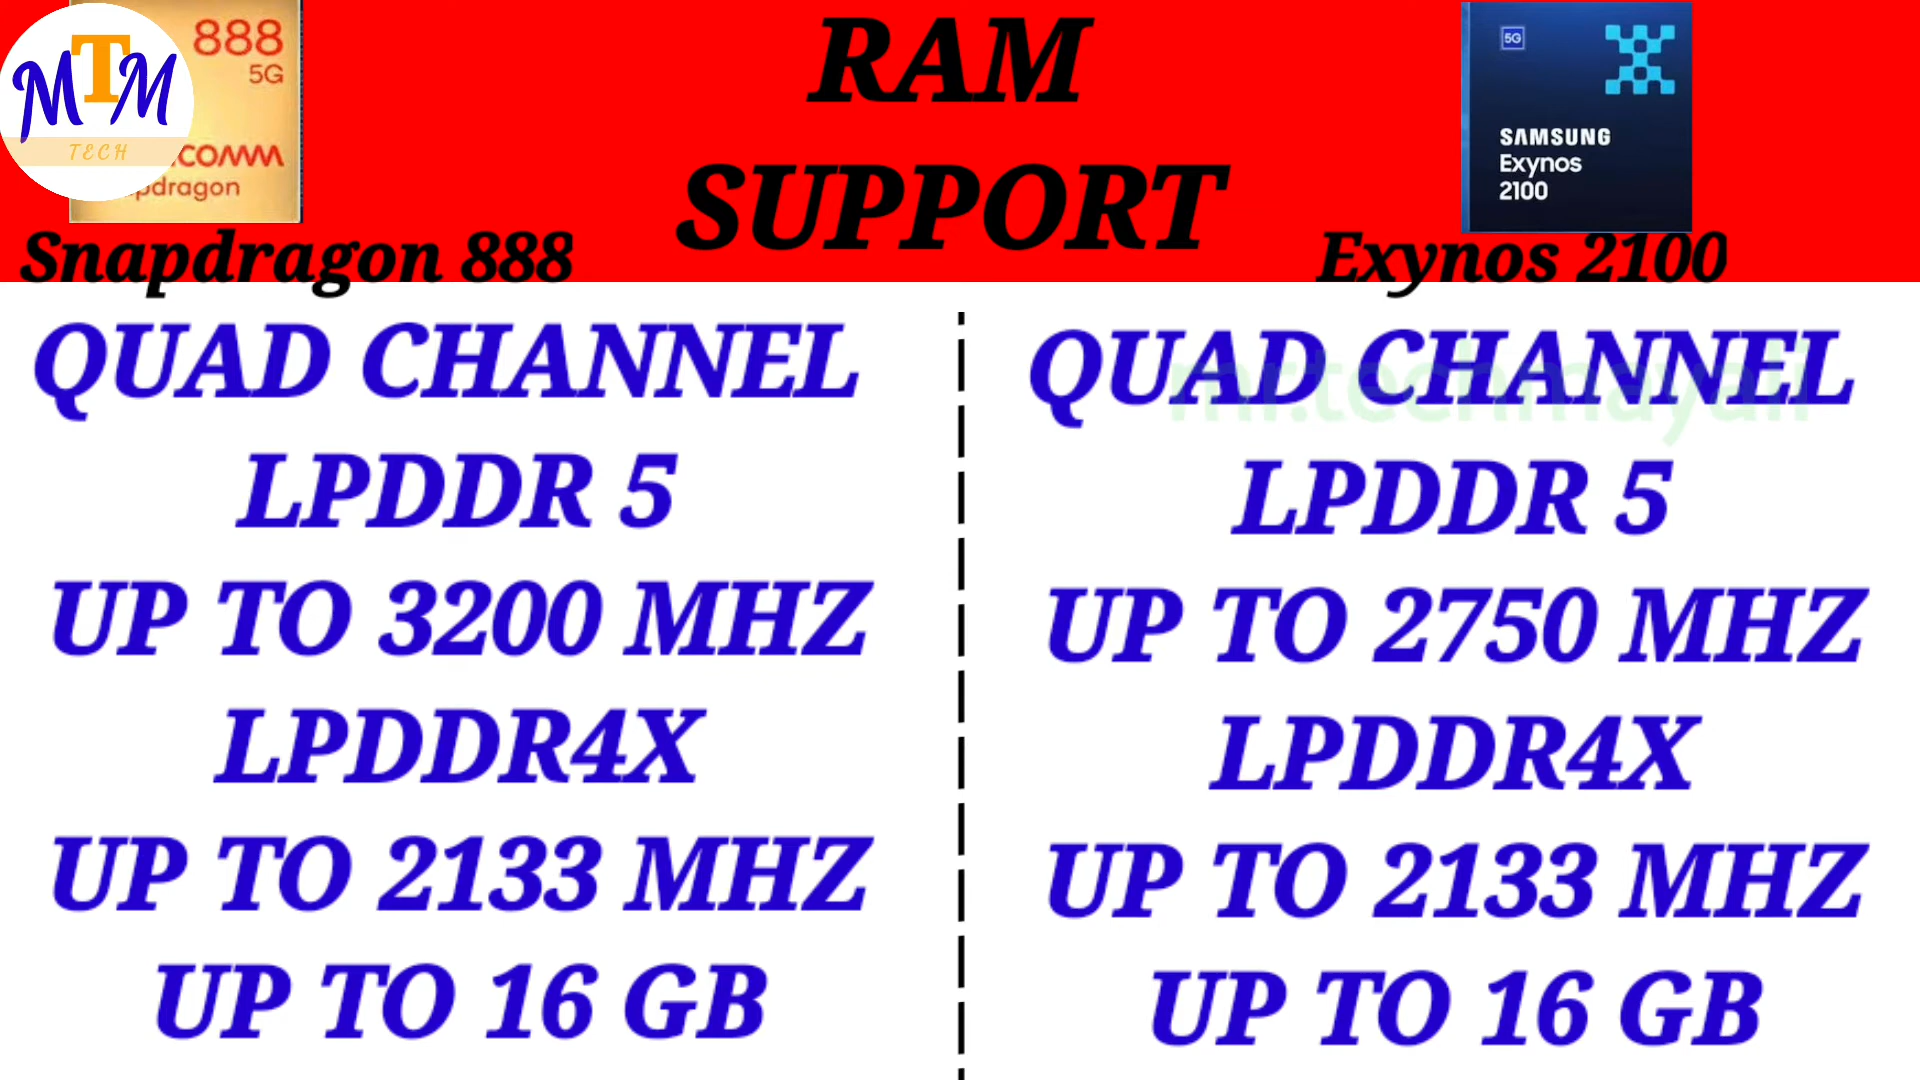 MTM
TECH
888
5G
COMM
pdragon
RAM
SUPPORT
5G
SAMSUNG
Exynos
2100
Snapdragon 888
Exynos 2100
QUAD CHANNEL
LPDDR 5
UP TO 3200 MHZ
LPDDR4X
UP TO 2133 MHZ
UP TO 16 GB
QUAD CHANNEL
mr.techmayaii
LPDDR 5
UP TO 2750 MHZ
LPDDR4X
UP TO 2133 MHZ
UP TO 16 GB